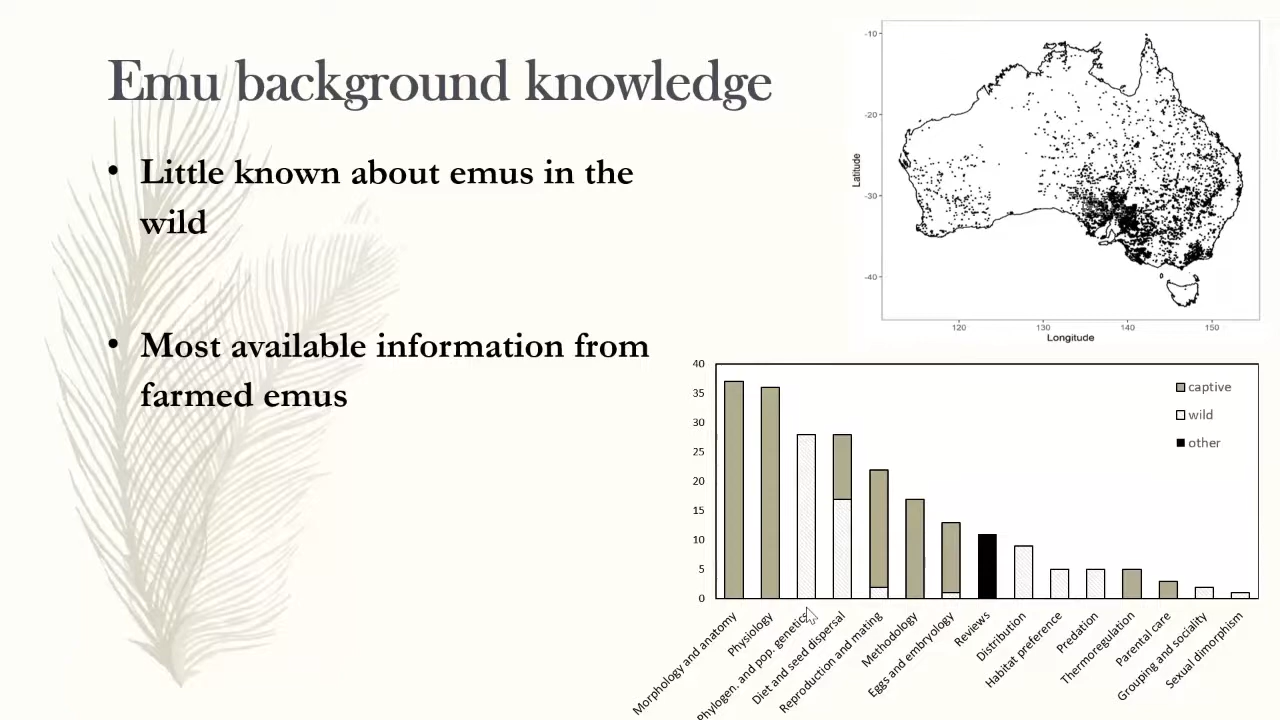 Emu background knowledge
• Little known about emus in the
wild
• Most available information from
farmed emus
-10
-20
-30
-40
Latitude
120
130
140
150
Longitude
40
35
30
25
20
15
10
5
0
captive
wild
other
Morphology and anatomy
Physiology
Phylogen. and pop. genetics
Diet and seed dispersal
Reproduction and mating
Methodology
Eggs and embryology
Reviews
Distribution
Habitat preference
Predation
Thermoregulation
Parental care
Grouping and sociality
Sexual dimorphism